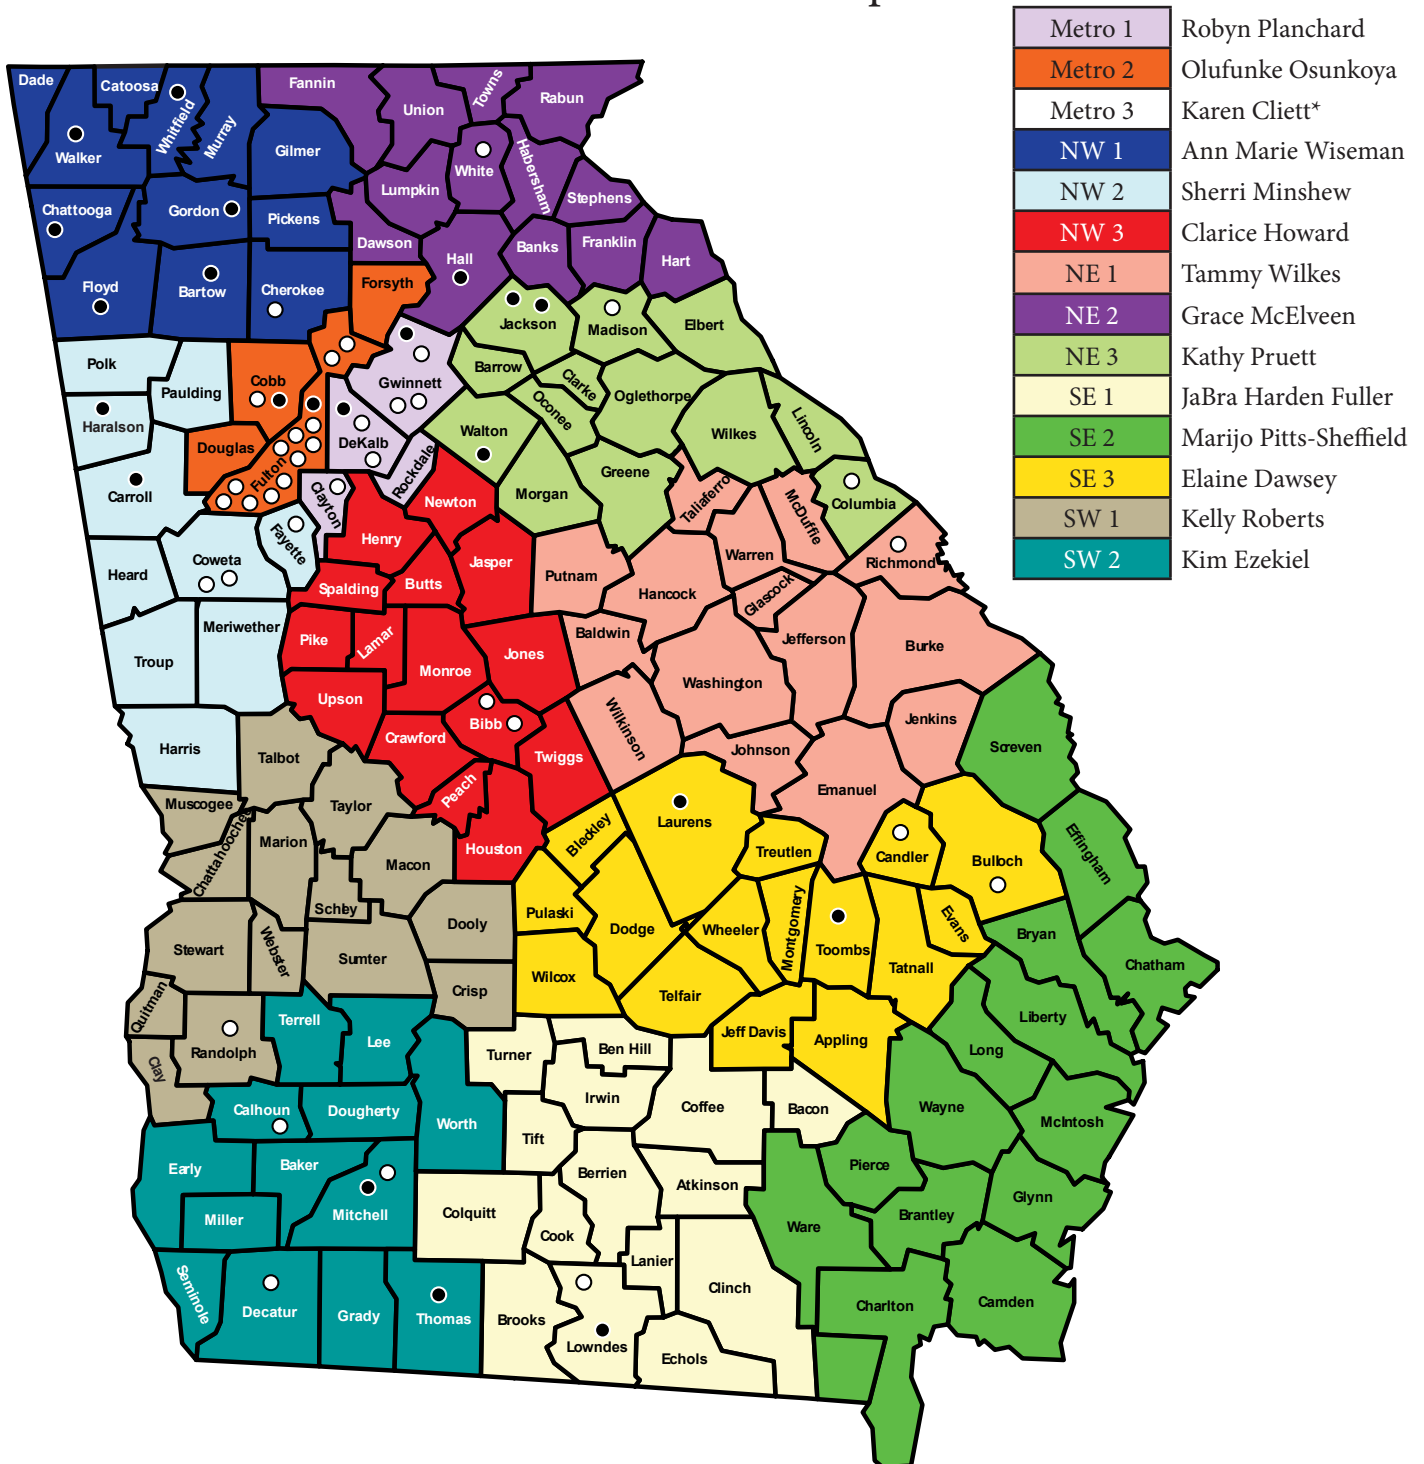 p
Metro 1 Robyn Planchard
Metro 2 Olufunke Osunkoya
Metro 3 Karen Cliett*
NW 1 Ann Marie Wiseman
NW 2 Sherri Minshew
NW 3 Clarice Howard
NE 1 Tammy Wilkes
NE 2 Grace McElveen
NE 3 Kathy Pruett
SE 1 JaBra Harden Fuller
SE 2 Marijo Pitts-Sheffield
SE 3 Elaine Dawsey
SW 1 Kelly Roberts
SW 2 Kim Ezekiel
Dade
Catoosa
Whitfield
Murray
Fannin
Union
Towns
Rabun
Walker
Gilmer
White
Habersham
Lumpkin
Stephens
Chattooga
Gordon
Pickens
Dawson
Banks
Franklin
Hart
Hall
Floyd
Bartow
Cherokee
Forsyth
Jackson
Madison
Elbert
Polk
Paulding
Cobb
Gwinnett
Barrow
Clarke
Oglethorpe
Haralson
Douglas
DeKalb
Walton
Oconee
Wilkes
Lincoln
Carroll
Fulton
Rockdale
Newton
Morgan
Greene
Taliaferro
McDuffie
Columbia
Clayton
Henry
Fayette
Coweta
Heard
Spalding
Butts
Jasper
Putnam
Hancock
Warren
Glascock
Richmond
Troup
Meriwether
Pike
Lamar
Monroe
Jones
Baldwin
Washington
Jefferson
Burke
Upson
Bibb
Crawford
Twiggs
Wilkinson
Johnson
Jenkins
Screven
Harris
Talbot
Taylor
Peach
Houston
Emanuel
Muscogee
Chattahoochee
Marion
Macon
Bleckley
Laurens
Treutlen
Candler
Bulloch
Effingham
Schley
Dooly
Pulaski
Dodge
Wheeler
Montgomery
Toombs
Evans
Bryan
Stewart
Webster
Sumter
Crisp
Wilcox
Telfair
Tatnall
Chatham
Quitman
Randolph
Terrell
Lee
Turner
Ben Hill
Jeff Davis
Appling
Long
Liberty
Clay
Calhoun
Dougherty
Worth
Irwin
Coffee
Bacon
Wayne
McIntosh
Tift
Early
Baker
Mitchell
Berrien
Atkinson
Pierce
Glynn
Miller
Colquitt
Cook
Lanier
Ware
Brantley
Seminole
Decatur
Grady
Thomas
Brooks
Lowndes
Clinch
Echols
Charlton
Camden